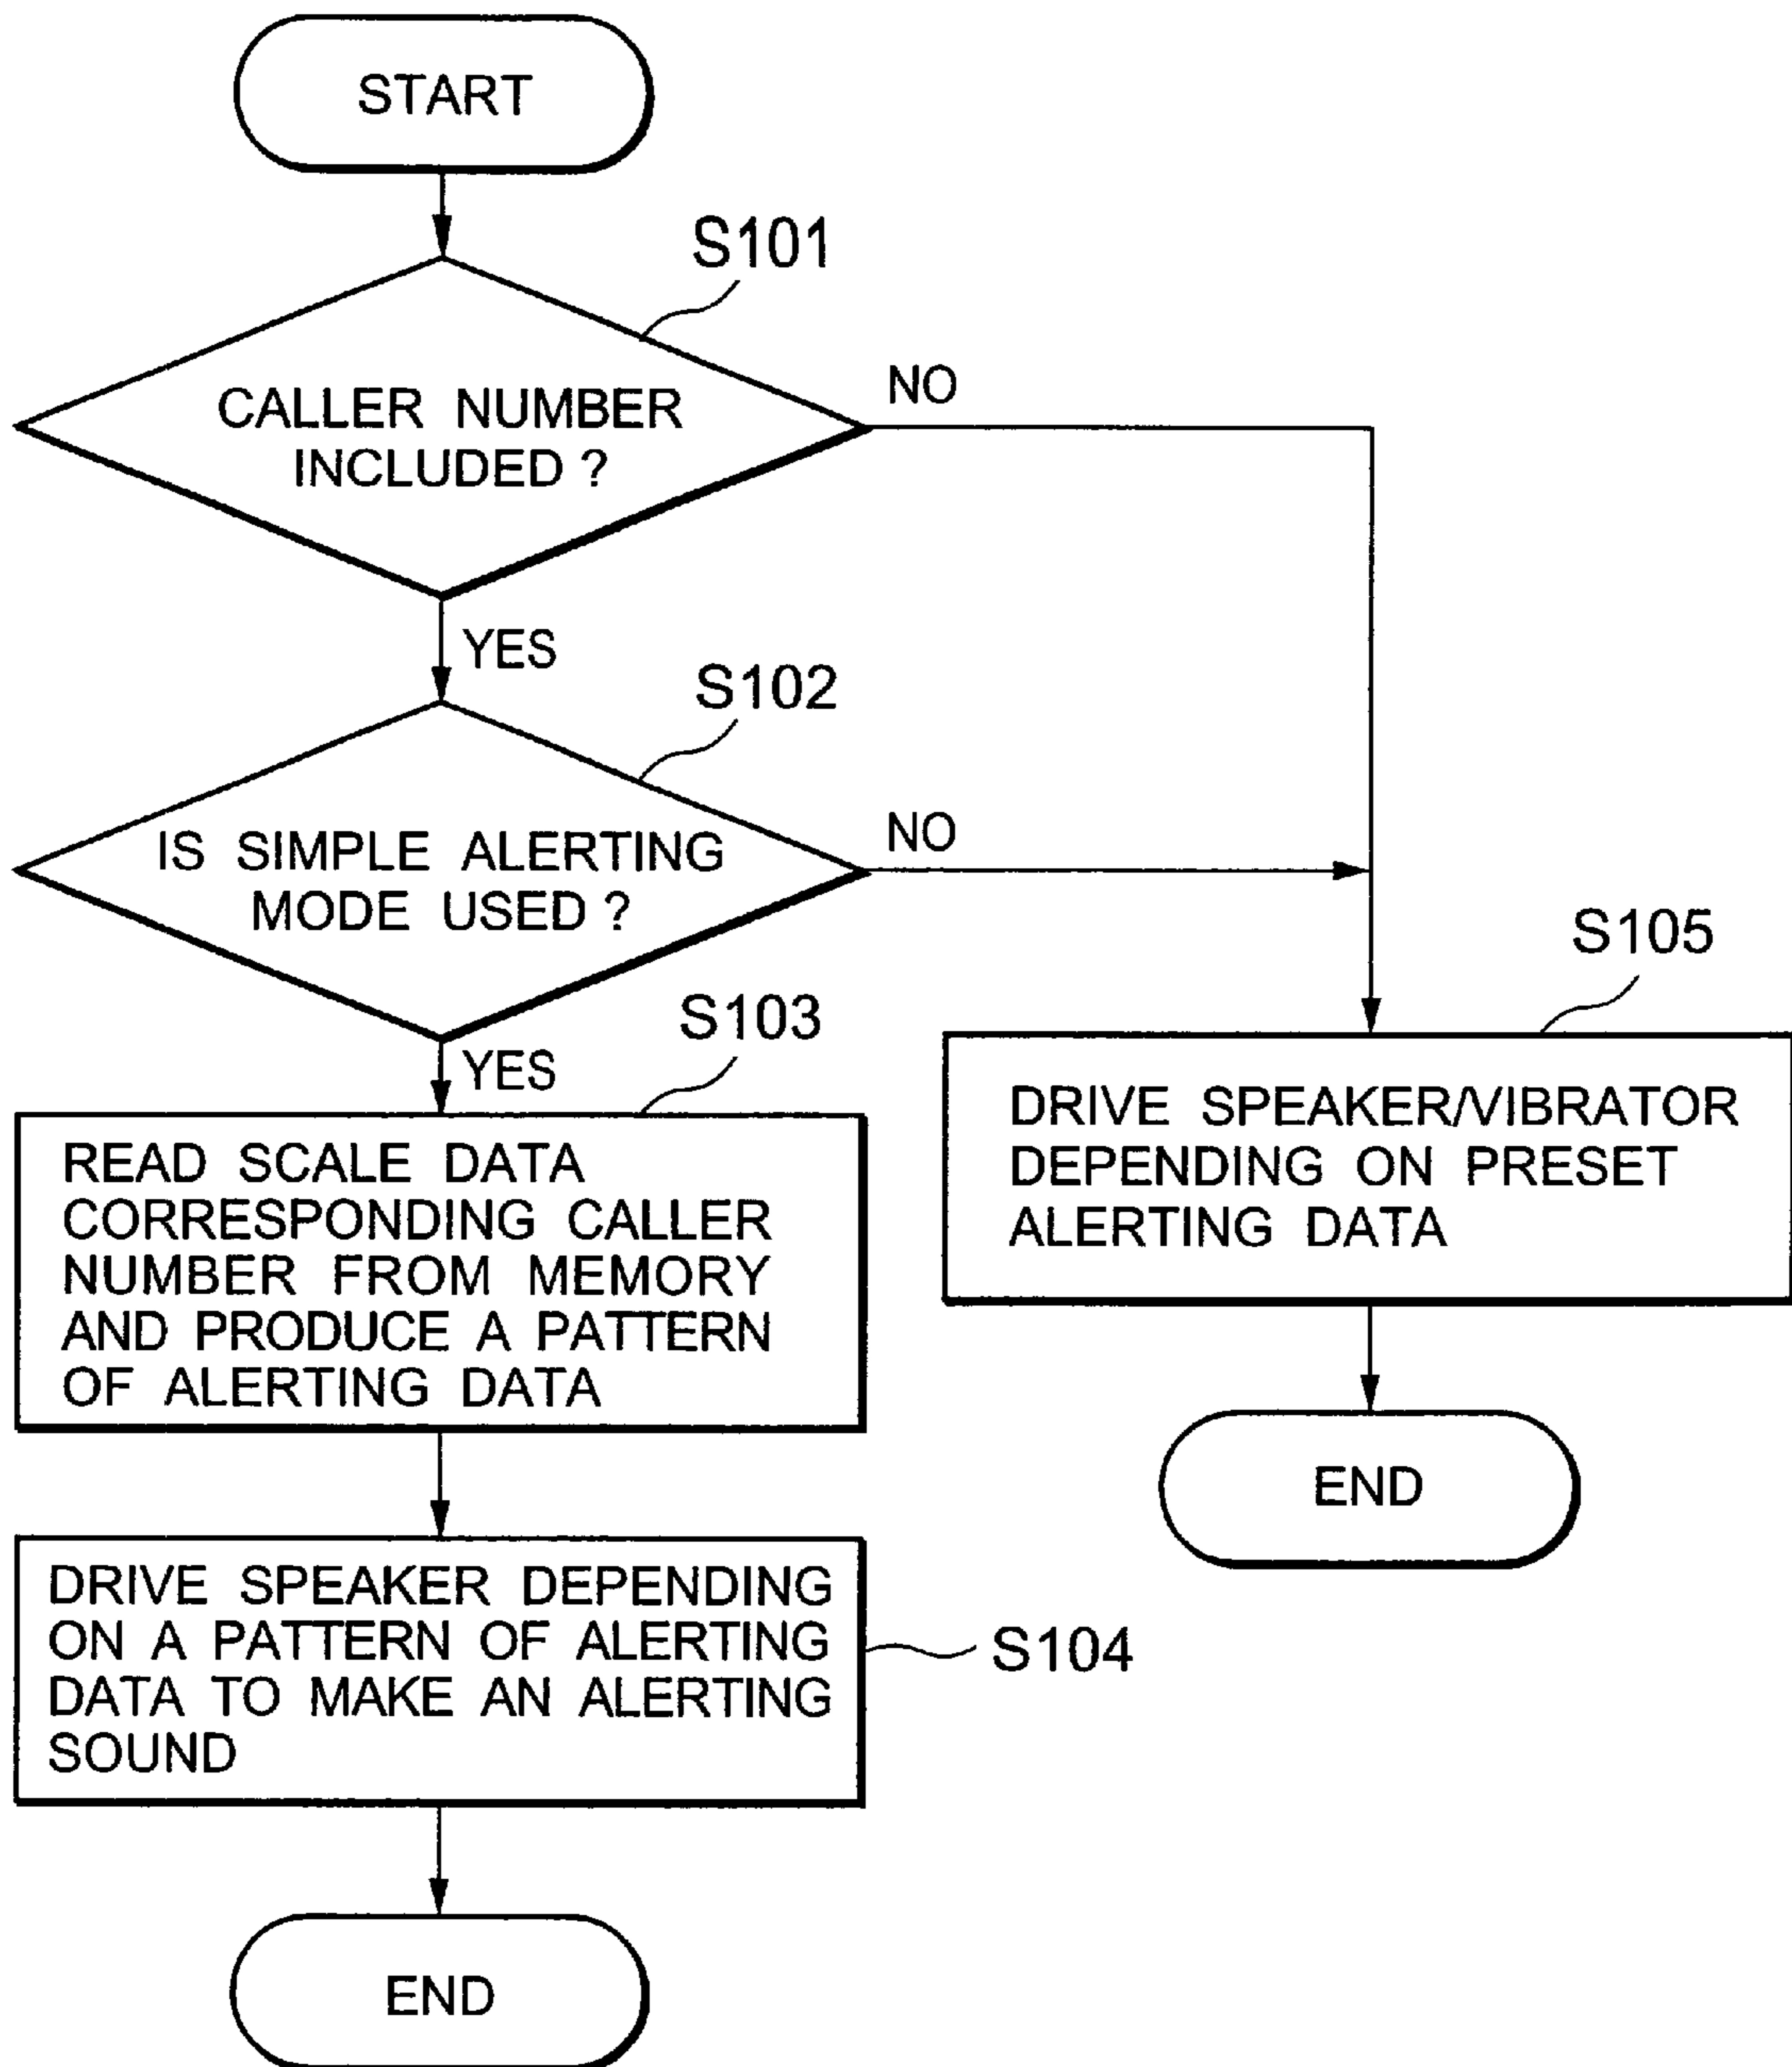 START
S101
CALLER NUMBER
INCLUDED ?
NO
YES
S102
IS SIMPLE ALERTING
MODE USED ?
NO
YES
S103
READ SCALE DATA
CORRESPONDING CALLER
NUMBER FROM MEMORY
AND PRODUCE A PATTERN
OF ALERTING DATA
DRIVE SPEAKER DEPENDING
ON A PATTERN OF ALERTING
DATA TO MAKE AN ALERTING
SOUND
S104
END
S105
DRIVE SPEAKER/VIBRATOR
DEPENDING ON PRESET
ALERTING DATA
END